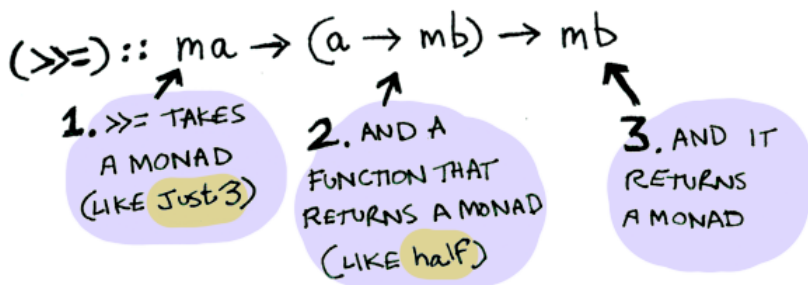 (>>=) :: ma → (a → mb) → mb
1. >>= TAKES
A MONAD
(LIKE Just 3)
2. AND A
FUNCTION THAT
RETURNS A MONAD
(LIKE half)
3. AND IT
RETURNS
A MONAD